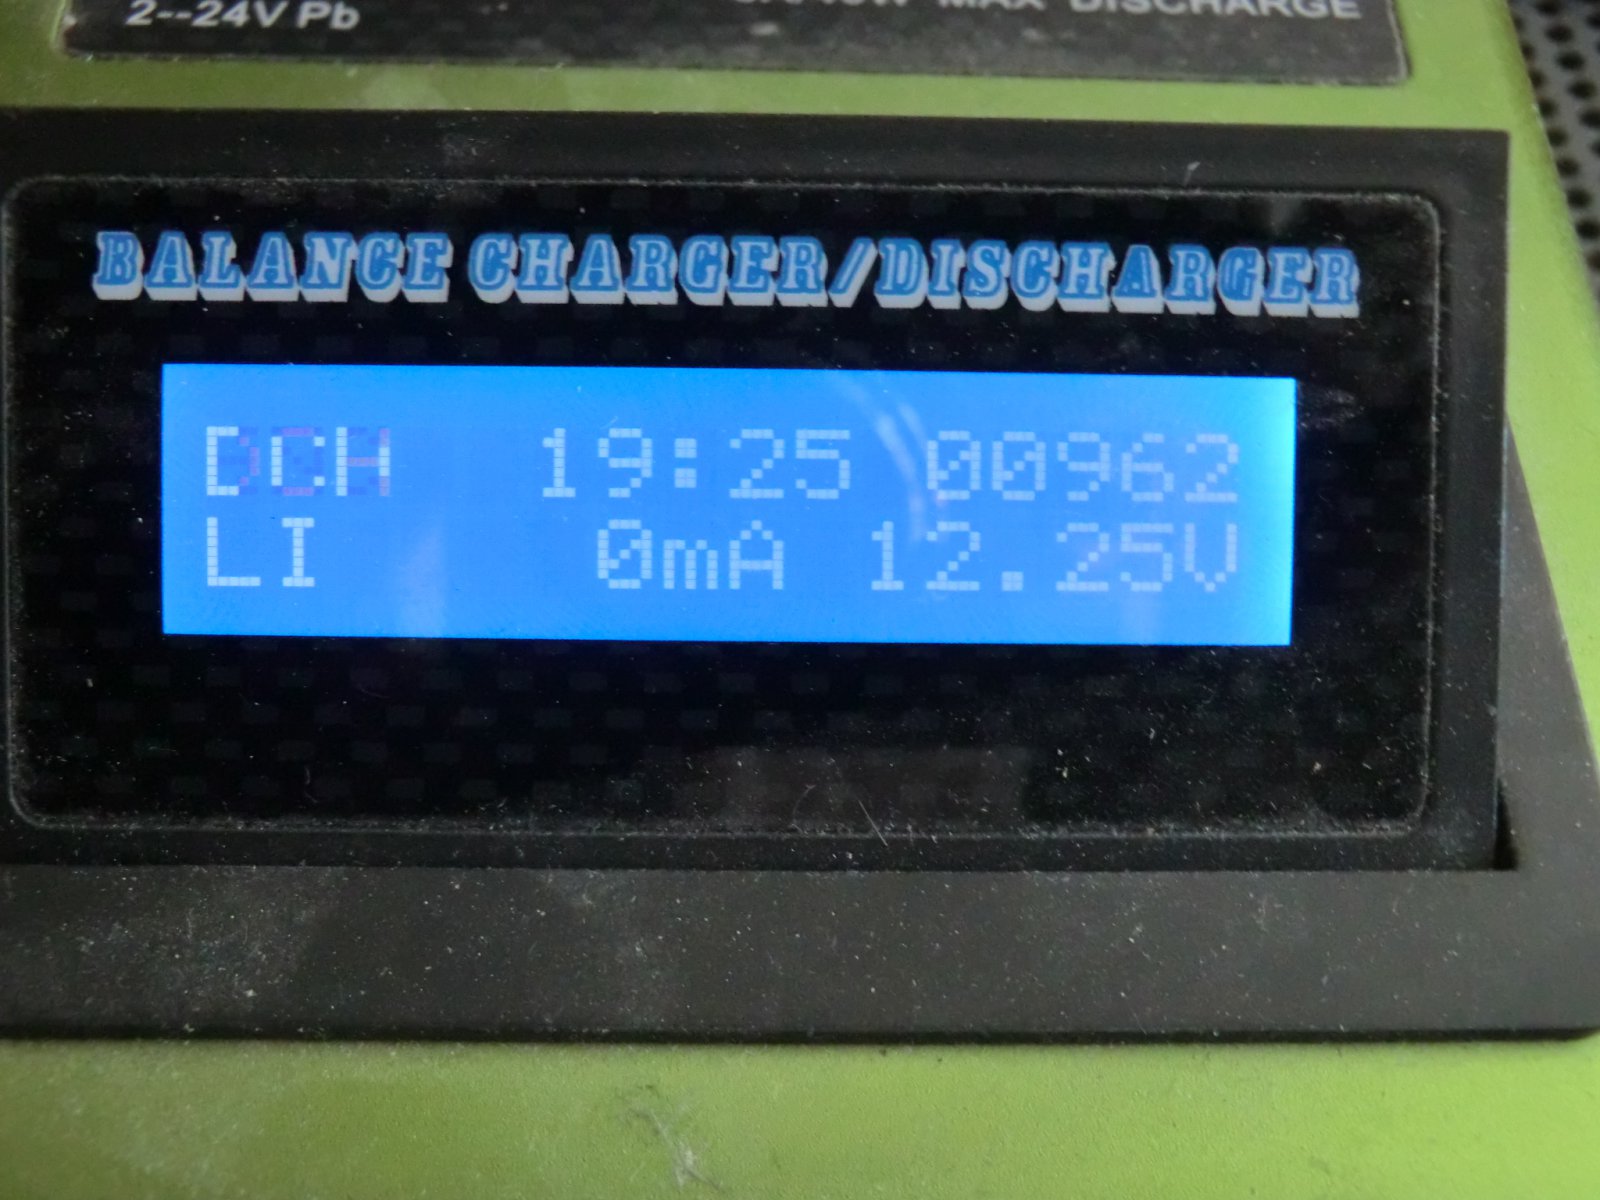 2--24V Pb MAX DISCHARGE
BALANCE CHARGER/DISCHARGER
DCH 19:25 00962
LI 0mA 12.25V